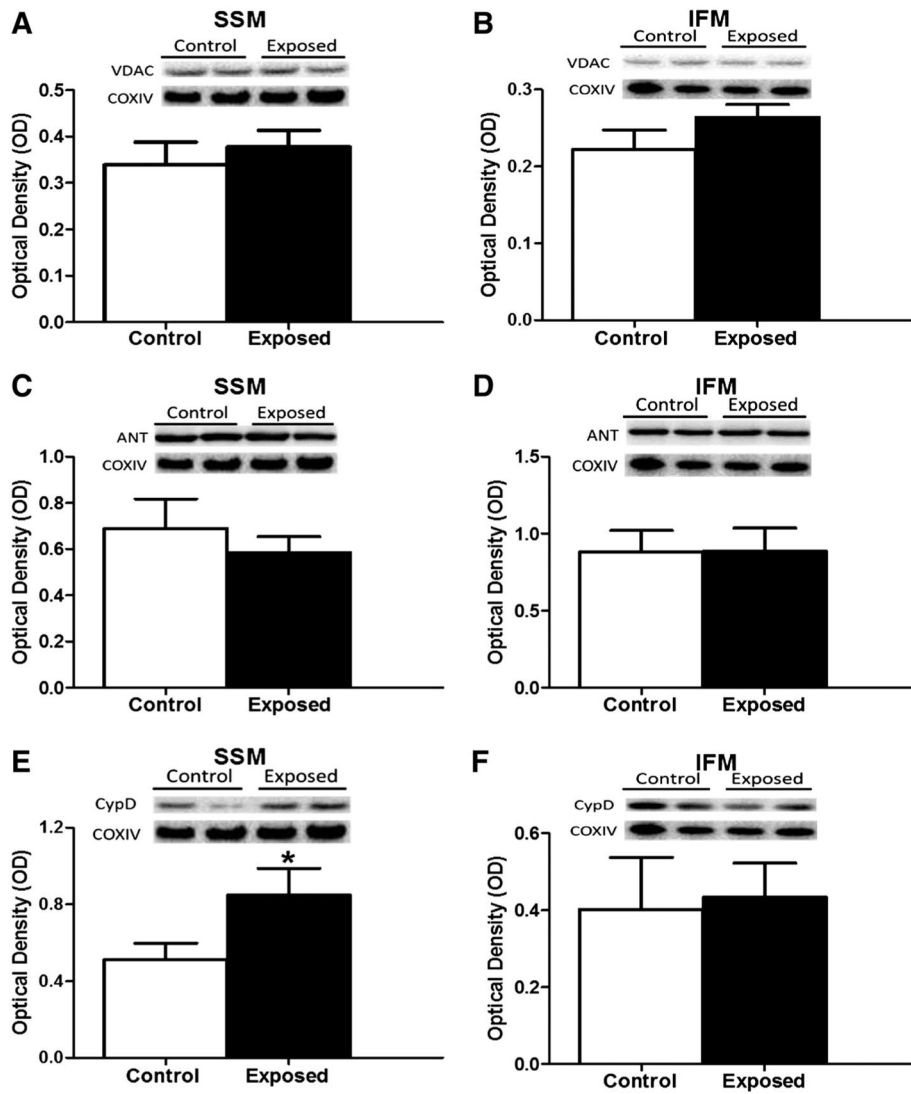 A
SSM
Control Exposed
VDAC
COXIV
Optical Density (OD)
0.5
0.4
0.3
0.2
0.1
0.0
Control Exposed
B
IFM
Control Exposed
VDAC
COXIV
Optical Density (OD)
0.3
0.2
0.1
0.0
Control Exposed
C
SSM
Control Exposed
ANT
COXIV
Optical Density (OD)
1.0
0.8
0.6
0.4
0.2
0.0
Control Exposed
D
IFM
Control Exposed
ANT
COXIV
Optical Density (OD)
1.5
1.0
0.5
0.0
Control Exposed
E
SSM
Control Exposed
CypD
COXIV
Optical Density (OD)
1.2
0.8
0.4
0.0
*
Control Exposed
F
IFM
Control Exposed
CypD
COXIV
Optical Density (OD)
0.6
0.4
0.2
0.0
Control Exposed